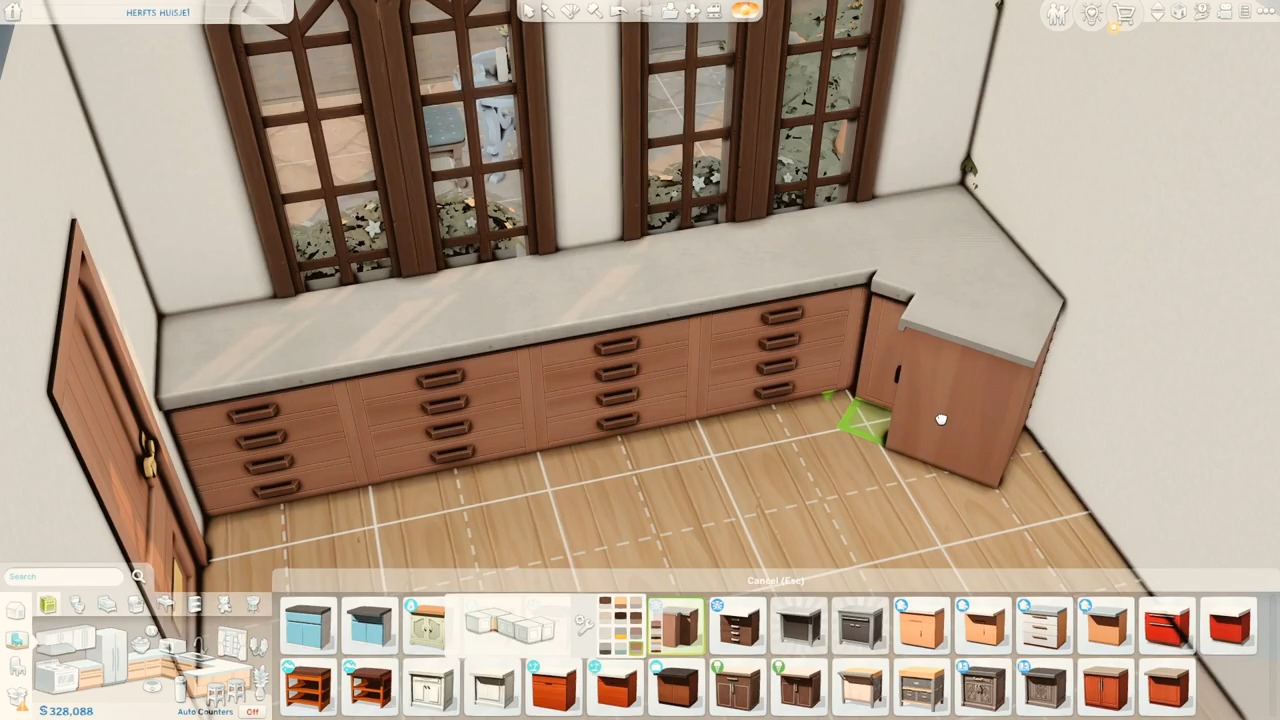 HERFTS HUISJE!
Cancel (Esc)
Search
$328,088
Auto Counters Off